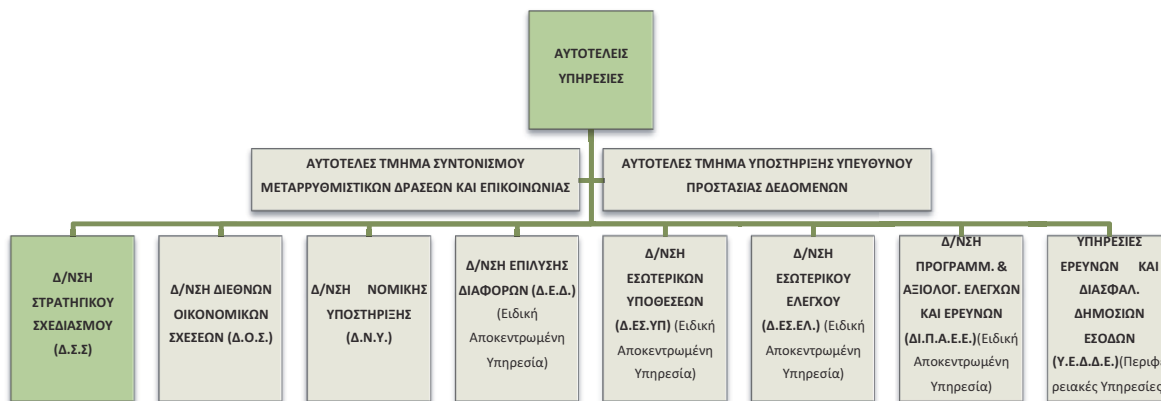 ΑΥΤΟΤΕΛΕΙΣ
ΥΠΗΡΕΣΙΕΣ
ΑΥΤΟΤΕΛΕΣ ΤΜΗΜΑ ΣΥΝΤΟΝΙΣΜΟΥ
ΜΕΤΑΡΡΥΘΜΙΣΤΙΚΩΝ ΔΡΑΣΕΩΝ ΚΑΙ ΕΠΙΚΟΙΝΩΝΙΑΣ
ΑΥΤΟΤΕΛΕΣ ΤΜΗΜΑ ΥΠΟΣΤΗΡΙΞΗΣ ΥΠΕΥΘΥΝΟΥ
ΠΡΟΣΤΑΣΙΑΣ ΔΕΔΟΜΕΝΩΝ
Δ/ΝΣΗ
ΣΤΡΑΤΗΓΙΚΟΥ
ΣΧΕΔΙΑΣΜΟΥ
(Δ.Σ.Σ)
Δ/ΝΣΗ ΔΙΕΘΝΩΝ
ΟΙΚΟΝΟΜΙΚΩΝ
ΣΧΕΣΕΩΝ (Δ.Ο.Σ.)
Δ/ΝΣΗ ΝΟΜΙΚΗΣ
ΥΠΟΣΤΗΡΙΞΗΣ
(Δ.Ν.Υ.)
Δ/ΝΣΗ ΕΠΙΛΥΣΗΣ
ΔΙΑΦΟΡΩΝ (Δ.Ε.Δ.)
(Ειδική
Αποκεντρωμένη
Υπηρεσία)
Δ/ΝΣΗ
ΕΣΩΤΕΡΙΚΩΝ
ΥΠΟΘΕΣΕΩΝ
(Δ.ΕΣ.ΥΠ) (Ειδική
Αποκεντρωμένη
Υπηρεσία)
Δ/ΝΣΗ
ΕΣΩΤΕΡΙΚΟΥ
ΕΛΕΓΧΟΥ
(Δ.ΕΣ.ΕΛ.) (Ειδική
Αποκεντρωμένη
Υπηρεσία)
Δ/ΝΣΗ
ΠΡΟΓΡΑΜΜ. &
ΑΞΙΟΛΟΓ. ΕΛΕΓΧΩΝ
ΚΑΙ ΕΡΕΥΝΩΝ
(ΔΙ.Π.Α.Ε.Ε.)(Ειδική
Αποκεντρωμένη
Υπηρεσία)
ΥΠΗΡΕΣΙΕΣ
ΕΡΕΥΝΩΝ ΚΑΙ
ΔΙΑΣΦΑΛ.
ΔΗΜΟΣΙΩΝ
ΕΣΟΔΩΝ
(Υ.Ε.Δ.Δ.Ε.)(Περιφε
ρειακές Υπηρεσίες